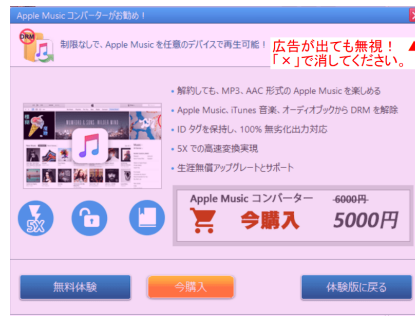 Apple Music コンバーターがお勧め！
DRM
制限なしで、Apple Music を任意のデバイスで再生可能！
広告が出ても無視！
「×」で消してください。
• 解約しても、MP3、AAC 形式の Apple Music を楽しめる
• Apple Music、iTunes 音楽、オーディオブックから DRM を解除
• ID タグを保持し、100% 無劣化出力対応
• 5X での高速変換実現
• 生涯無償アップグレートとサポート
5X
Apple Music コンバーター
6000円
今購入
5000円
無料体験
今購入
体験版に戻る